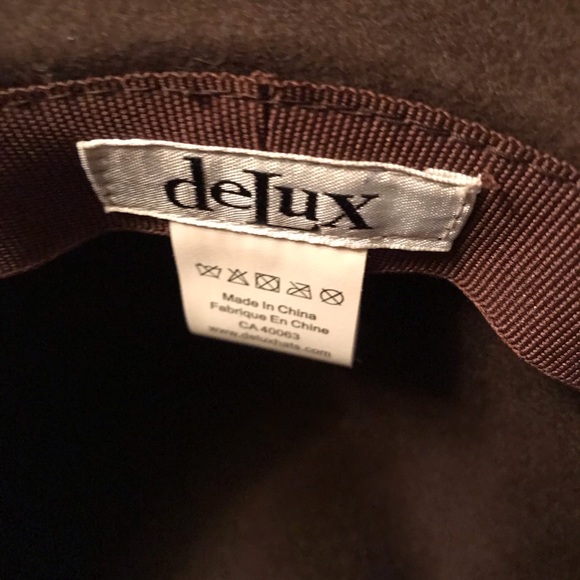 deLux
Made In China
Fabrique En Chine
CA 40063
www.deluxhats.com